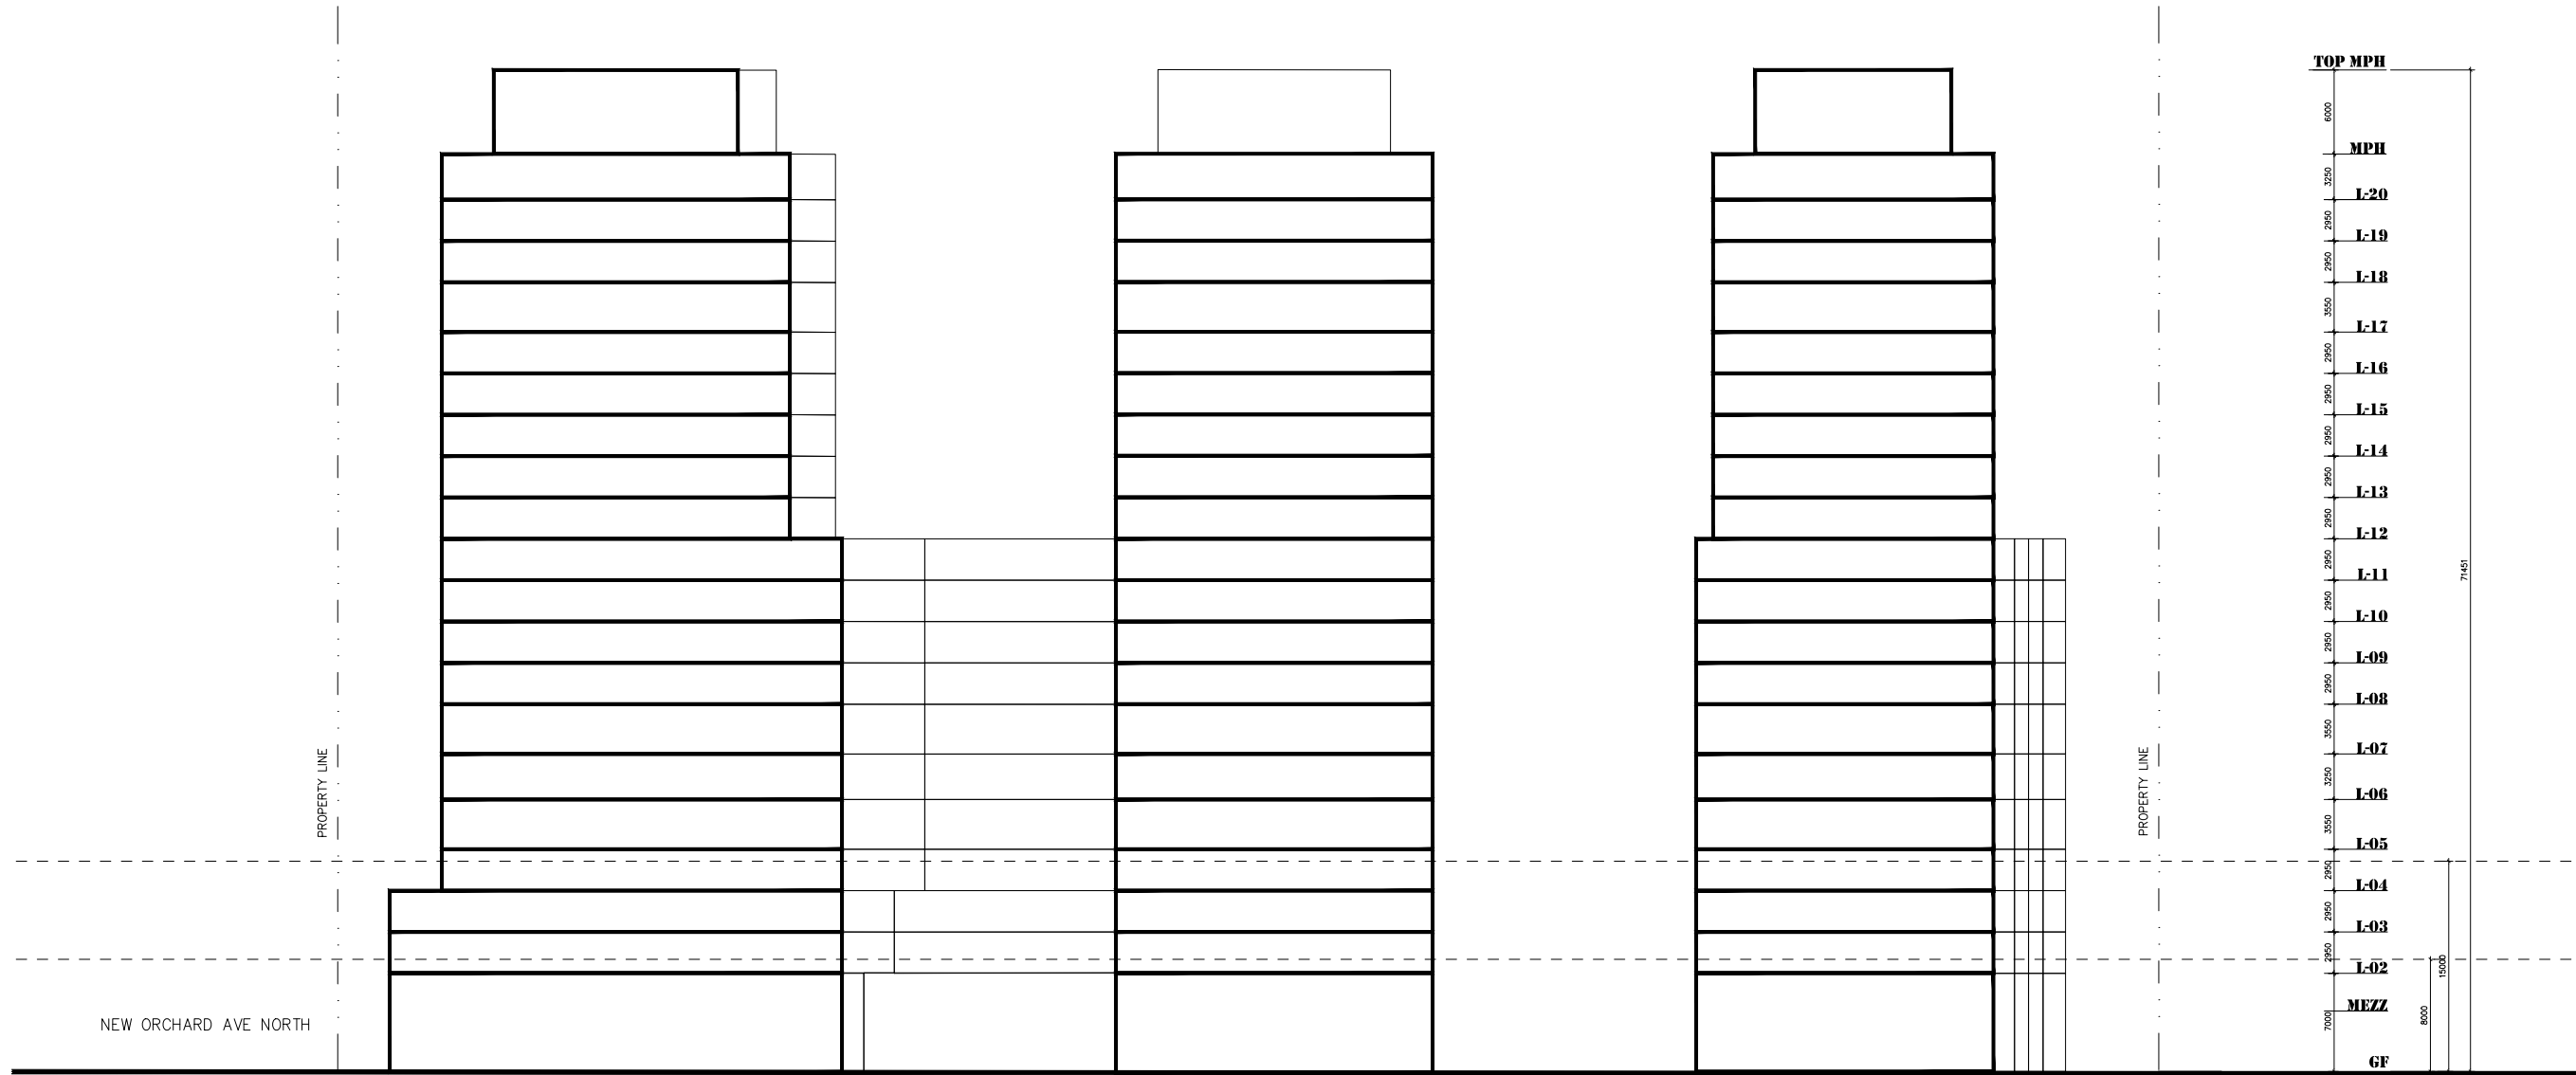 TOP MPH
6000
MPH
3250
L-20
2950
L-19
2950
L-18
3550
L-17
2950
L-16
2950
L-15
2950
L-14
2950
L-13
2950
L-12
2950
L-11
71451
2950
L-10
2950
L-09
2950
L-08
3550
L-07
PROPERTY LINE
PROPERTY LINE
3250
L-06
3550
L-05
2950
L-04
2950
L-03
2950
L-02
15000
MEZZ
7000
8000
NEW ORCHARD AVE NORTH
GF